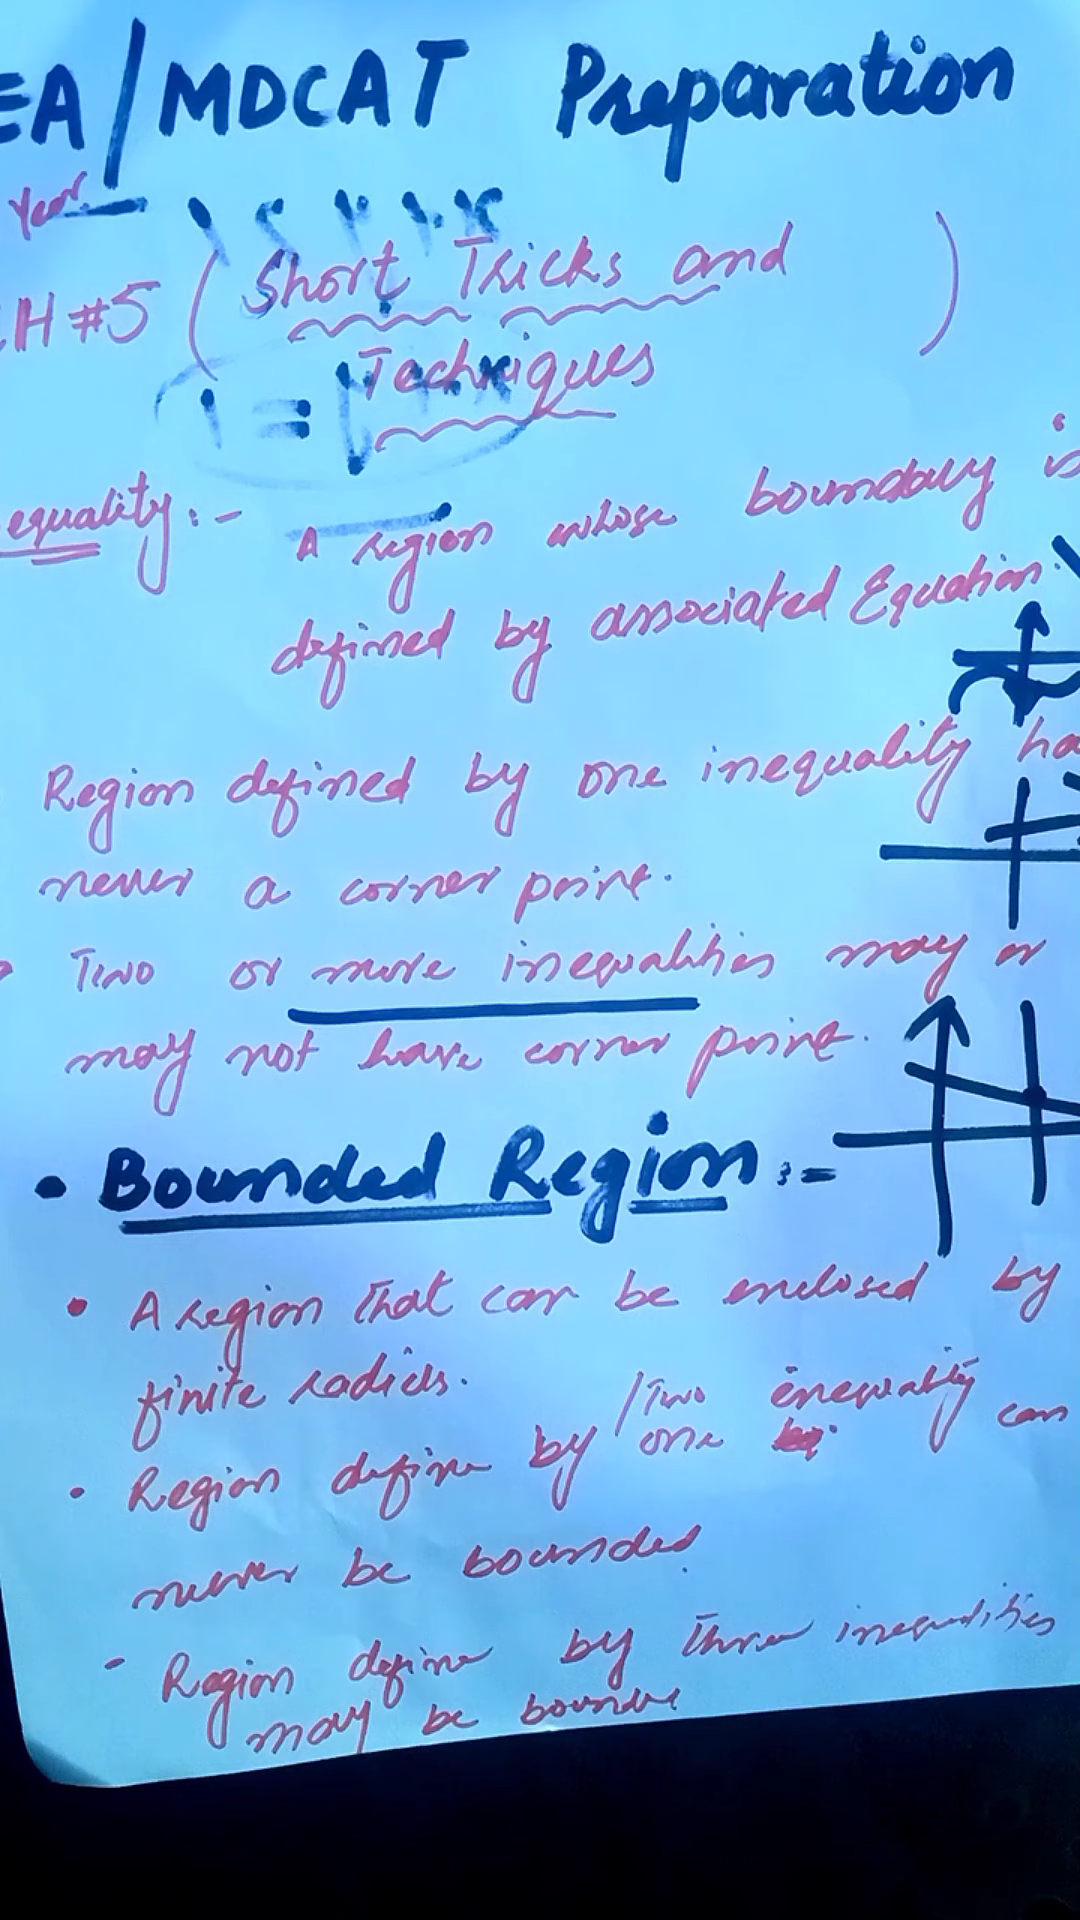 EA/MDCAT Preparation
Year
CH #5 (Short Tricks and
Techniques)
equality:-
A region whose boundary is
defined by associated Equation.
Region defined by one inequality ha
never a corner point.
Two or more inequalities may or
may not have corner point.
• Bounded Region:-
• A region that can be enclosed by
finite radius.
• Region define by one/Two inequality can
never be bounded.
- Region define by three inequalities
may be bounde